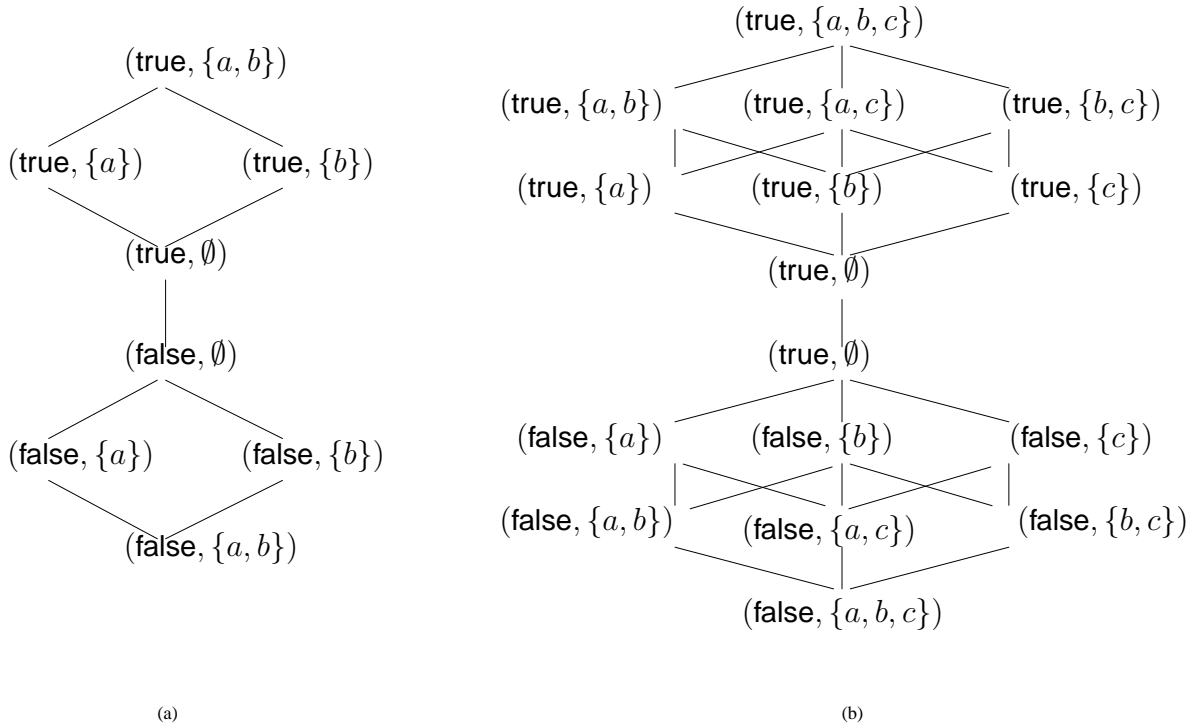 (true, {a, b})
(true, {a}) (true, {b})
(true, ∅)
(false, ∅)
(false, {a}) (false, {b})
(false, {a, b})
(a)
(true, {a, b, c})
(true, {a, b}) (true, {a, c}) (true, {b, c})
(true, {a}) (true, {b}) (true, {c})
(true, ∅)
(true, ∅)
(false, {a}) (false, {b}) (false, {c})
(false, {a, b}) (false, {a, c}) (false, {b, c})
(false, {a, b, c})
(b)